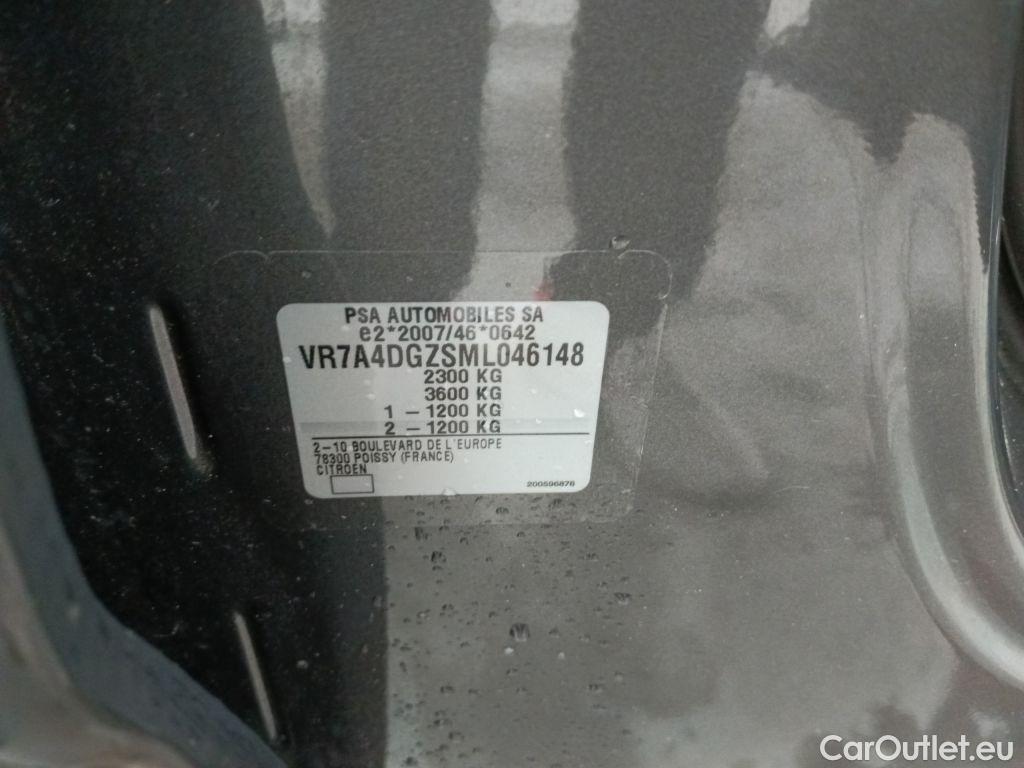 PSA AUTOMOBILES SA
e2*2007/46*0642
VR7A4DGZSML046148
2300 KG
3600 KG
1 – 1200 KG
2 – 1200 KG
2–10 BOULEVARD DE L'EUROPE
78300 POISSY (FRANCE)
CITROEN
200596876
CarOutlet.eu